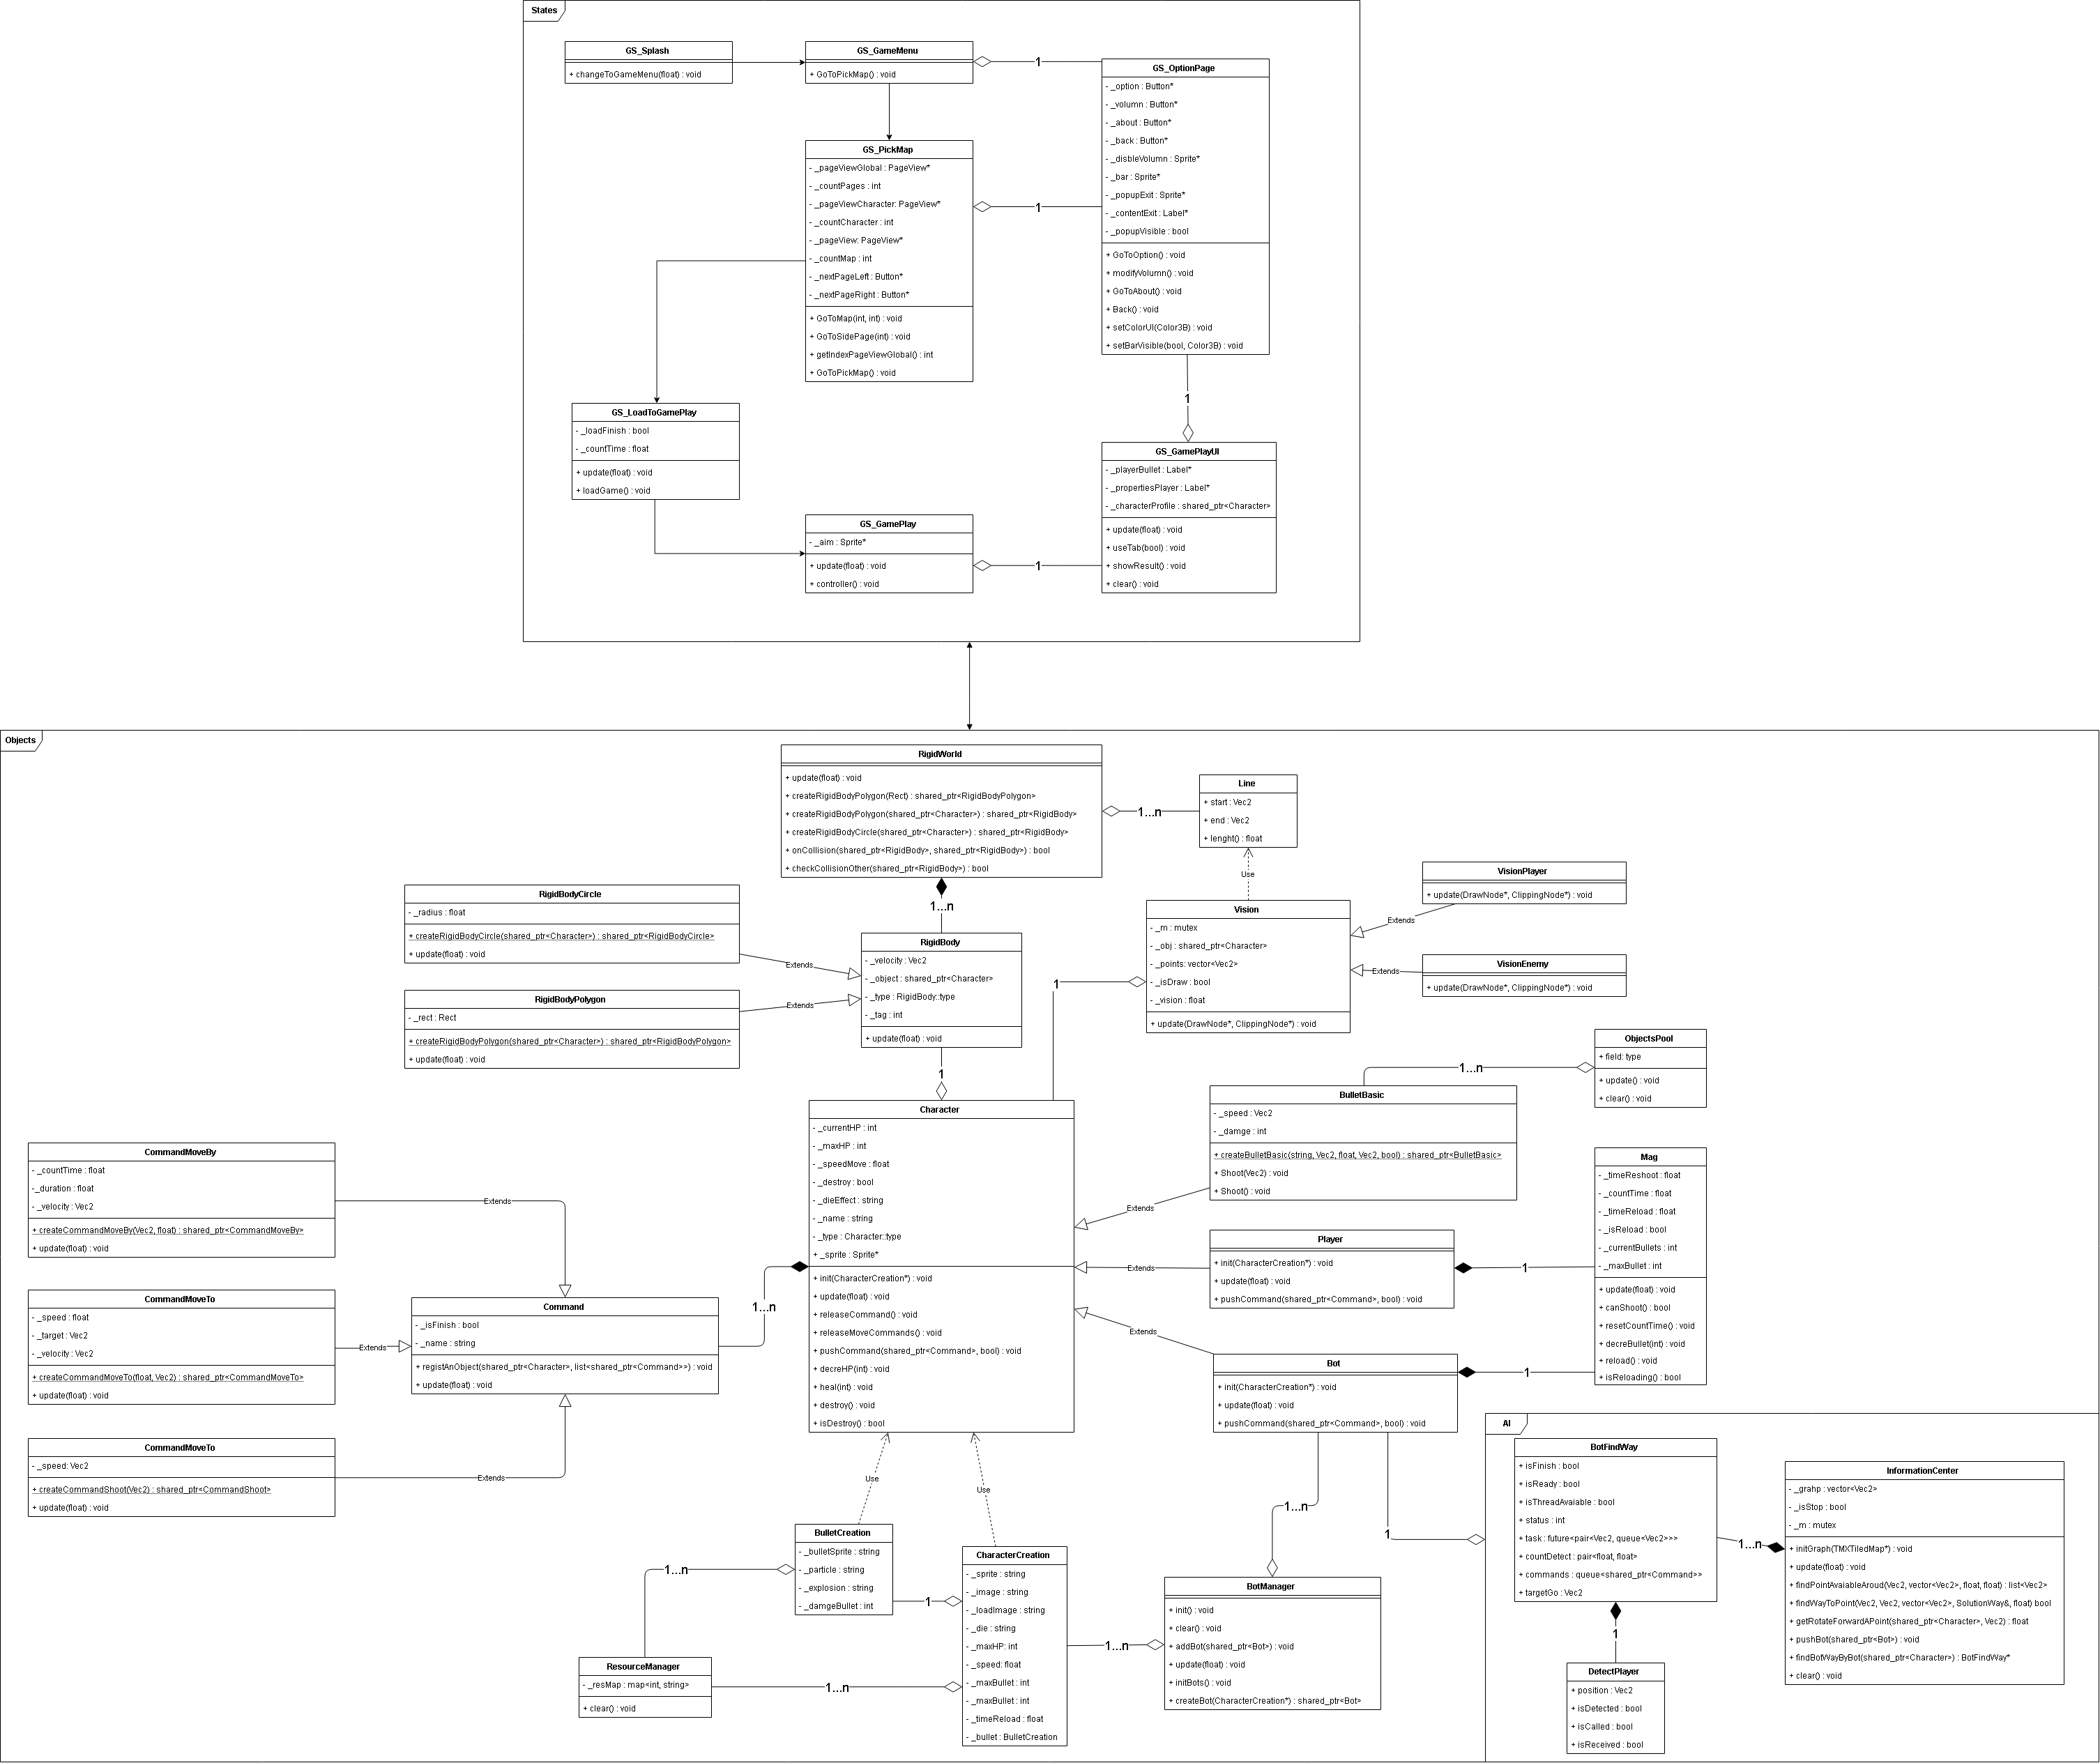 States
GS_Splash
+ changeToGameMenu(float) : void
GS_GameMenu
+ GoToPickMap() : void
1
GS_OptionPage
- _option : Button*
- _volumn : Button*
- _about : Button*
- _back : Button*
- _disbleVolumn : Sprite*
- _bar : Sprite*
- _popupExit : Sprite*
- _contentExit : Label*
- _popupVisible : bool
+ GoToOption() : void
+ modifyVolumn() : void
+ GoToAbout() : void
+ Back() : void
+ setColorUI(Color3B) : void
+ setBarVisible(bool, Color3B) : void
GS_PickMap
- _pageViewGlobal : PageView*
- _countPages : int
- _pageViewCharacter: PageView*
- _countCharacter : int
- _pageView: PageView*
- _countMap : int
- _nextPageLeft : Button*
- _nextPageRight : Button*
+ GoToMap(int, int) : void
+ GoToSidePage(int) : void
+ getIndexPageViewGlobal() : int
+ GoToPickMap() : void
1
1
GS_LoadToGamePlay
- _loadFinish : bool
- _countTime : float
+ update(float) : void
+ loadGame() : void
GS_GamePlayUI
- _playerBullet : Label*
- _propertiesPlayer : Label*
- _characterProfile : shared_ptr<Character>
+ update(float) : void
+ useTab(bool) : void
+ showResult() : void
+ clear() : void
GS_GamePlay
- _aim : Sprite*
+ update(float) : void
+ controller() : void
1
Objects
RigidWorld
+ update(float) : void
+ createRigidBodyPolygon(Rect) : shared_ptr<RigidBodyPolygon>
+ createRigidBodyPolygon(shared_ptr<Character>) : shared_ptr<RigidBody>
+ createRigidBodyCircle(shared_ptr<Character>) : shared_ptr<RigidBody>
+ onCollision(shared_ptr<RigidBody>, shared_ptr<RigidBody>) : bool
+ checkCollisionOther(shared_ptr<RigidBody>) : bool
1...n
Line
+ start : Vec2
+ end : Vec2
+ lenght() : float
Use
1...n
RigidBodyCircle
- _radius : float
+ createRigidBodyCircle(shared_ptr<Character>) : shared_ptr<RigidBodyCircle>
+ update(float) : void
Extends
RigidBodyPolygon
- _rect : Rect
+ createRigidBodyPolygon(shared_ptr<Character>) : shared_ptr<RigidBodyPolygon>
+ update(float) : void
Extends
RigidBody
- _velocity : Vec2
- _object : shared_ptr<Character>
- _type : RigidBody::type
- _tag : int
+ update(float) : void
1
Vision
- _m : mutex
- _obj : shared_ptr<Character>
- _points: vector<Vec2>
- _isDraw : bool
- _vision : float
+ update(DrawNode*, ClippingNode*) : void
1
VisionPlayer
+ update(DrawNode*, ClippingNode*) : void
Extends
VisionEnemy
+ update(DrawNode*, ClippingNode*) : void
Extends
ObjectsPool
+ field: type
+ update() : void
+ clear() : void
1...n
BulletBasic
- _speed : Vec2
- _damge : int
+ createBulletBasic(string, Vec2, float, Vec2, bool) : shared_ptr<BulletBasic>
+ Shoot(Vec2) : void
+ Shoot() : void
Extends
Character
- _currentHP : int
- _maxHP : int
- _speedMove : float
- _destroy : bool
- _dieEffect : string
- _name : string
- _type : Character::type
+ _sprite : Sprite*
+ init(CharacterCreation*) : void
+ update(float) : void
+ releaseCommand() : void
+ releaseMoveCommands() : void
+ pushCommand(shared_ptr<Command>, bool) : void
+ decreHP(int) : void
+ heal(int) : void
+ destroy() : void
+ isDestroy() : bool
Mag
- _timeReshoot : float
- _countTime : float
- _timeReload : float
- _isReload : bool
- _currentBullets : int
- _maxBullet : int
+ update(float) : void
+ canShoot() : bool
+ resetCountTime() : void
+ decreBullet(int) : void
+ reload() : void
+ isReloading() : bool
Player
+ init(CharacterCreation*) : void
+ update(float) : void
+ pushCommand(shared_ptr<Command>, bool) : void
Extends
1
Bot
+ init(CharacterCreation*) : void
+ update(float) : void
+ pushCommand(shared_ptr<Command>, bool) : void
Extends
1
CommandMoveBy
- _countTime : float
-_duration : float
- _velocity : Vec2
+ createCommandMoveBy(Vec2, float) : shared_ptr<CommandMoveBy>
+ update(float) : void
Extends
CommandMoveTo
- _speed : float
- _target : Vec2
- _velocity : Vec2
+ createCommandMoveTo(float, Vec2) : shared_ptr<CommandMoveTo>
+ update(float) : void
Extends
Command
- _isFinish : bool
- _name : string
+ registAnObject(shared_ptr<Character>, list<shared_ptr<Command>>) : void
+ update(float) : void
1...n
CommandMoveTo
- _speed: Vec2
+ createCommandShoot(Vec2) : shared_ptr<CommandShoot>
+ update(float) : void
Extends
Use
Use
BulletCreation
- _bulletSprite : string
- _particle : string
- _explosion : string
- _damgeBullet : int
1...n
1
CharacterCreation
- _sprite : string
- _image : string
- _loadImage : string
- _die : string
- _maxHP: int
- _speed: float
- _maxBullet : int
- _maxBullet : int
- _timeReload : float
- _bullet : BulletCreation
ResourceManager
- _resMap : map<int, string>
+ clear() : void
1...n
1...n
BotManager
+ init() : void
+ clear() : void
+ addBot(shared_ptr<Bot>) : void
+ update(float) : void
+ initBots() : void
+ createBot(CharacterCreation*) : shared_ptr<Bot>
1...n
1
AI
BotFindWay
+ isFinish : bool
+ isReady : bool
+ isThreadAvaiable : bool
+ status : int
+ task : future<pair<Vec2, queue<Vec2>>>
+ countDetect : pair<float, float>
+ commands : queue<shared_ptr<Command>>
+ targetGo : Vec2
1...n
1
InformationCenter
- _grahp : vector<Vec2>
- _isStop : bool
- _m : mutex
+ initGraph(TMXTiledMap*) : void
+ update(float) : void
+ findPointAvaiableAroud(Vec2, vector<Vec2>, float, float) : list<Vec2>
+ findWayToPoint(Vec2, Vec2, vector<Vec2>, SolutionWay&, float) bool
+ getRotateForwardAPoint(shared_ptr<Character>, Vec2) : float
+ pushBot(shared_ptr<Bot>) : void
+ findBotWayByBot(shared_ptr<Character>) : BotFindWay*
+ clear() : void
DetectPlayer
+ position : Vec2
+ isDetected : bool
+ isCalled : bool
+ isReceived : bool